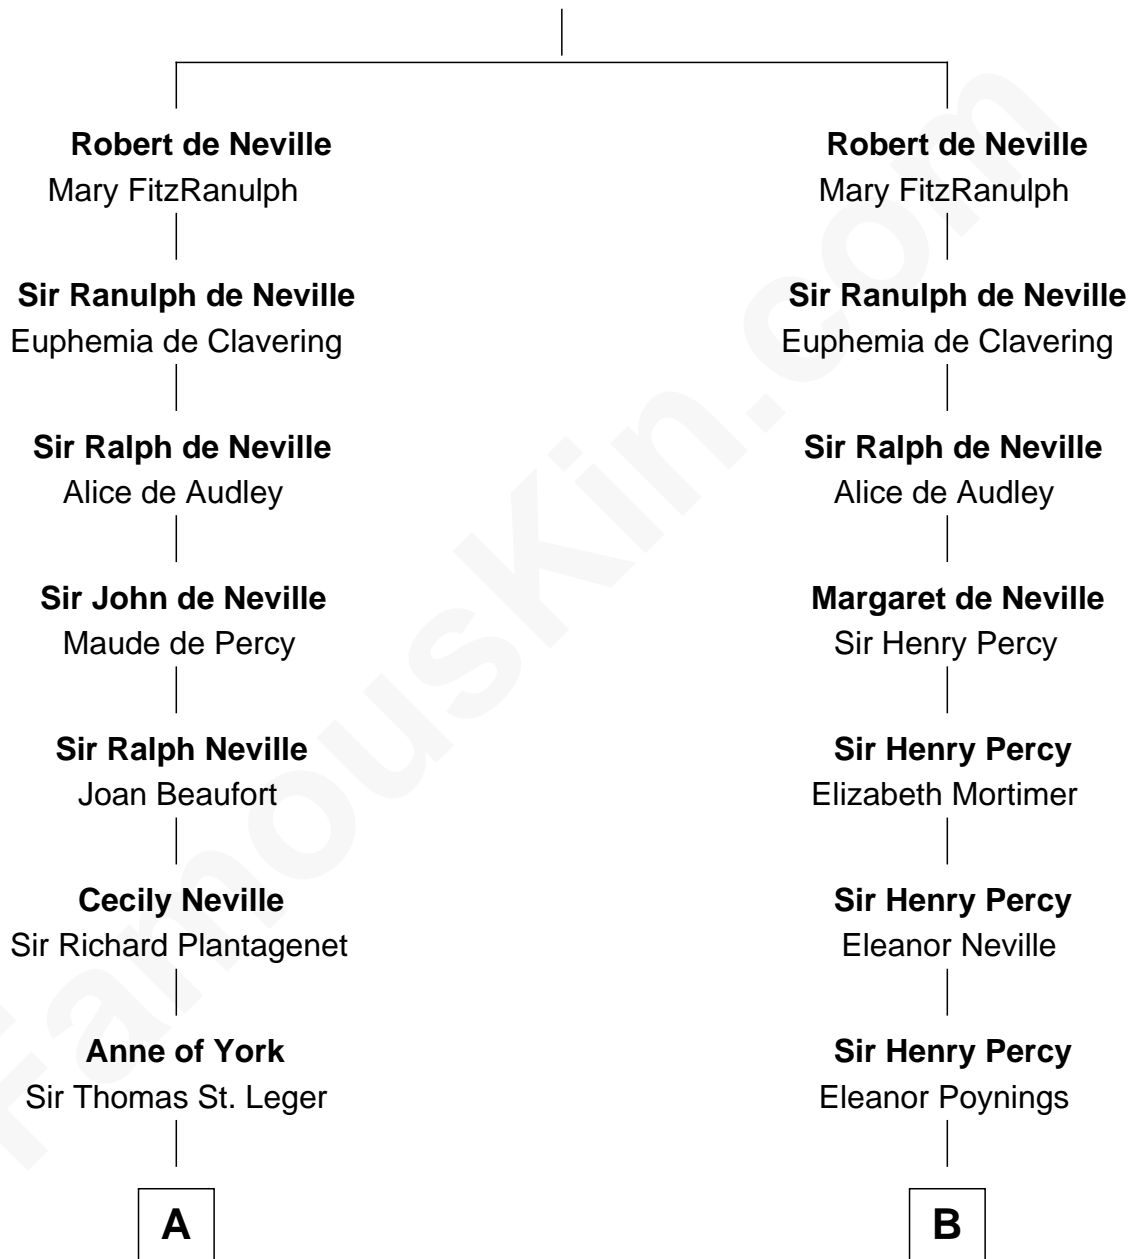 Robert de Neville
Mary FitzRanulph
Sir Ranulph de Neville
Euphemia de Clavering
Sir Ralph de Neville
Alice de Audley
Sir John de Neville
Maude de Percy
Sir Ralph Neville
Joan Beaufort
Cecily Neville
Sir Richard Plantagenet
Anne of York
Sir Thomas St. Leger
A
Robert de Neville
Mary FitzRanulph
Sir Ranulph de Neville
Euphemia de Clavering
Sir Ralph de Neville
Alice de Audley
Margaret de Neville
Sir Henry Percy
Sir Henry Percy
Elizabeth Mortimer
Sir Henry Percy
Eleanor Neville
Sir Henry Percy
Eleanor Poynings
B
FamousKin.com